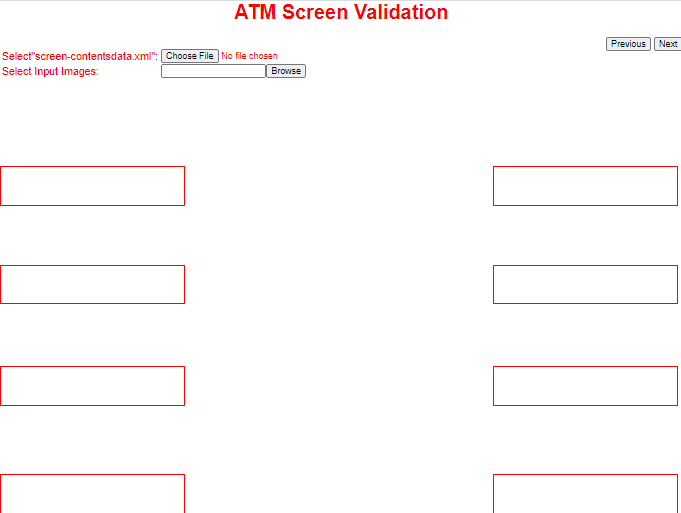 ATM Screen Validation
Previous Next
Select"screen-contentsdata.xml": Choose File No file chosen
Select Input Images: Browse